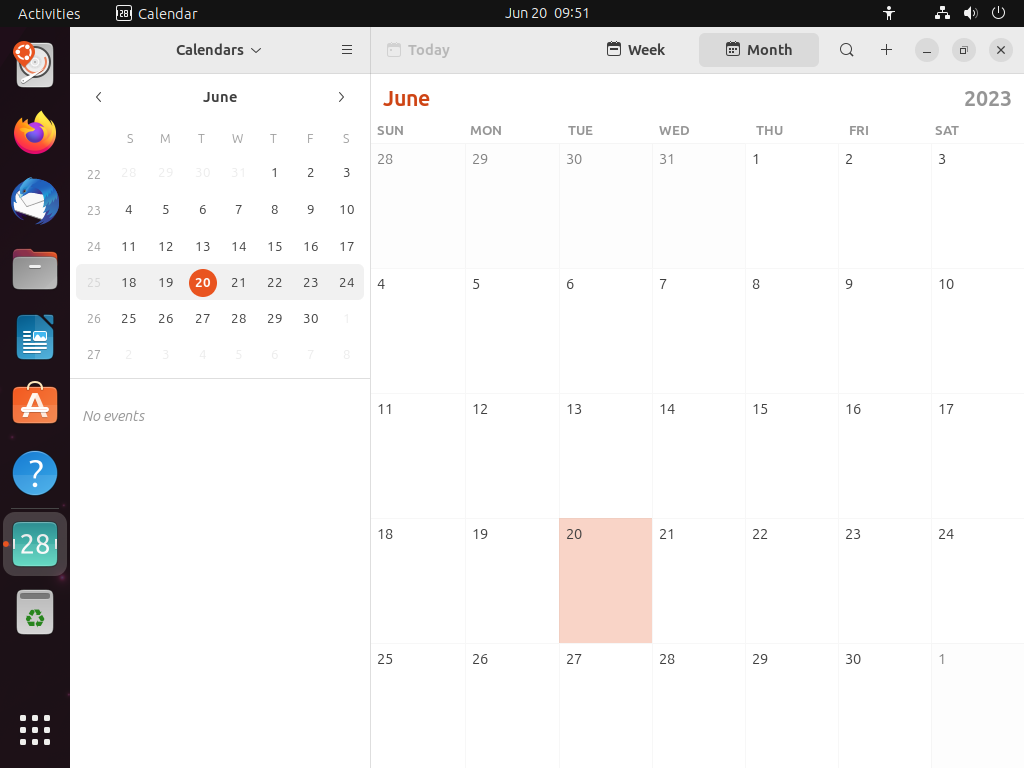 Activities Calendar Jun 20 09:51
Calendars Today Week Month
June
S M T W T F S
22 28 29 30 31 1 2 3
23 4 5 6 7 8 9 10
24 11 12 13 14 15 16 17
25 18 19 20 21 22 23 24
26 25 26 27 28 29 30 1
27 2 3 4 5 6 7 8
No events
June 2023
SUN MON TUE WED THU FRI SAT
28 29 30 31 1 2 3
4 5 6 7 8 9 10
11 12 13 14 15 16 17
18 19 20 21 22 23 24
25 26 27 28 29 30 1
?
28